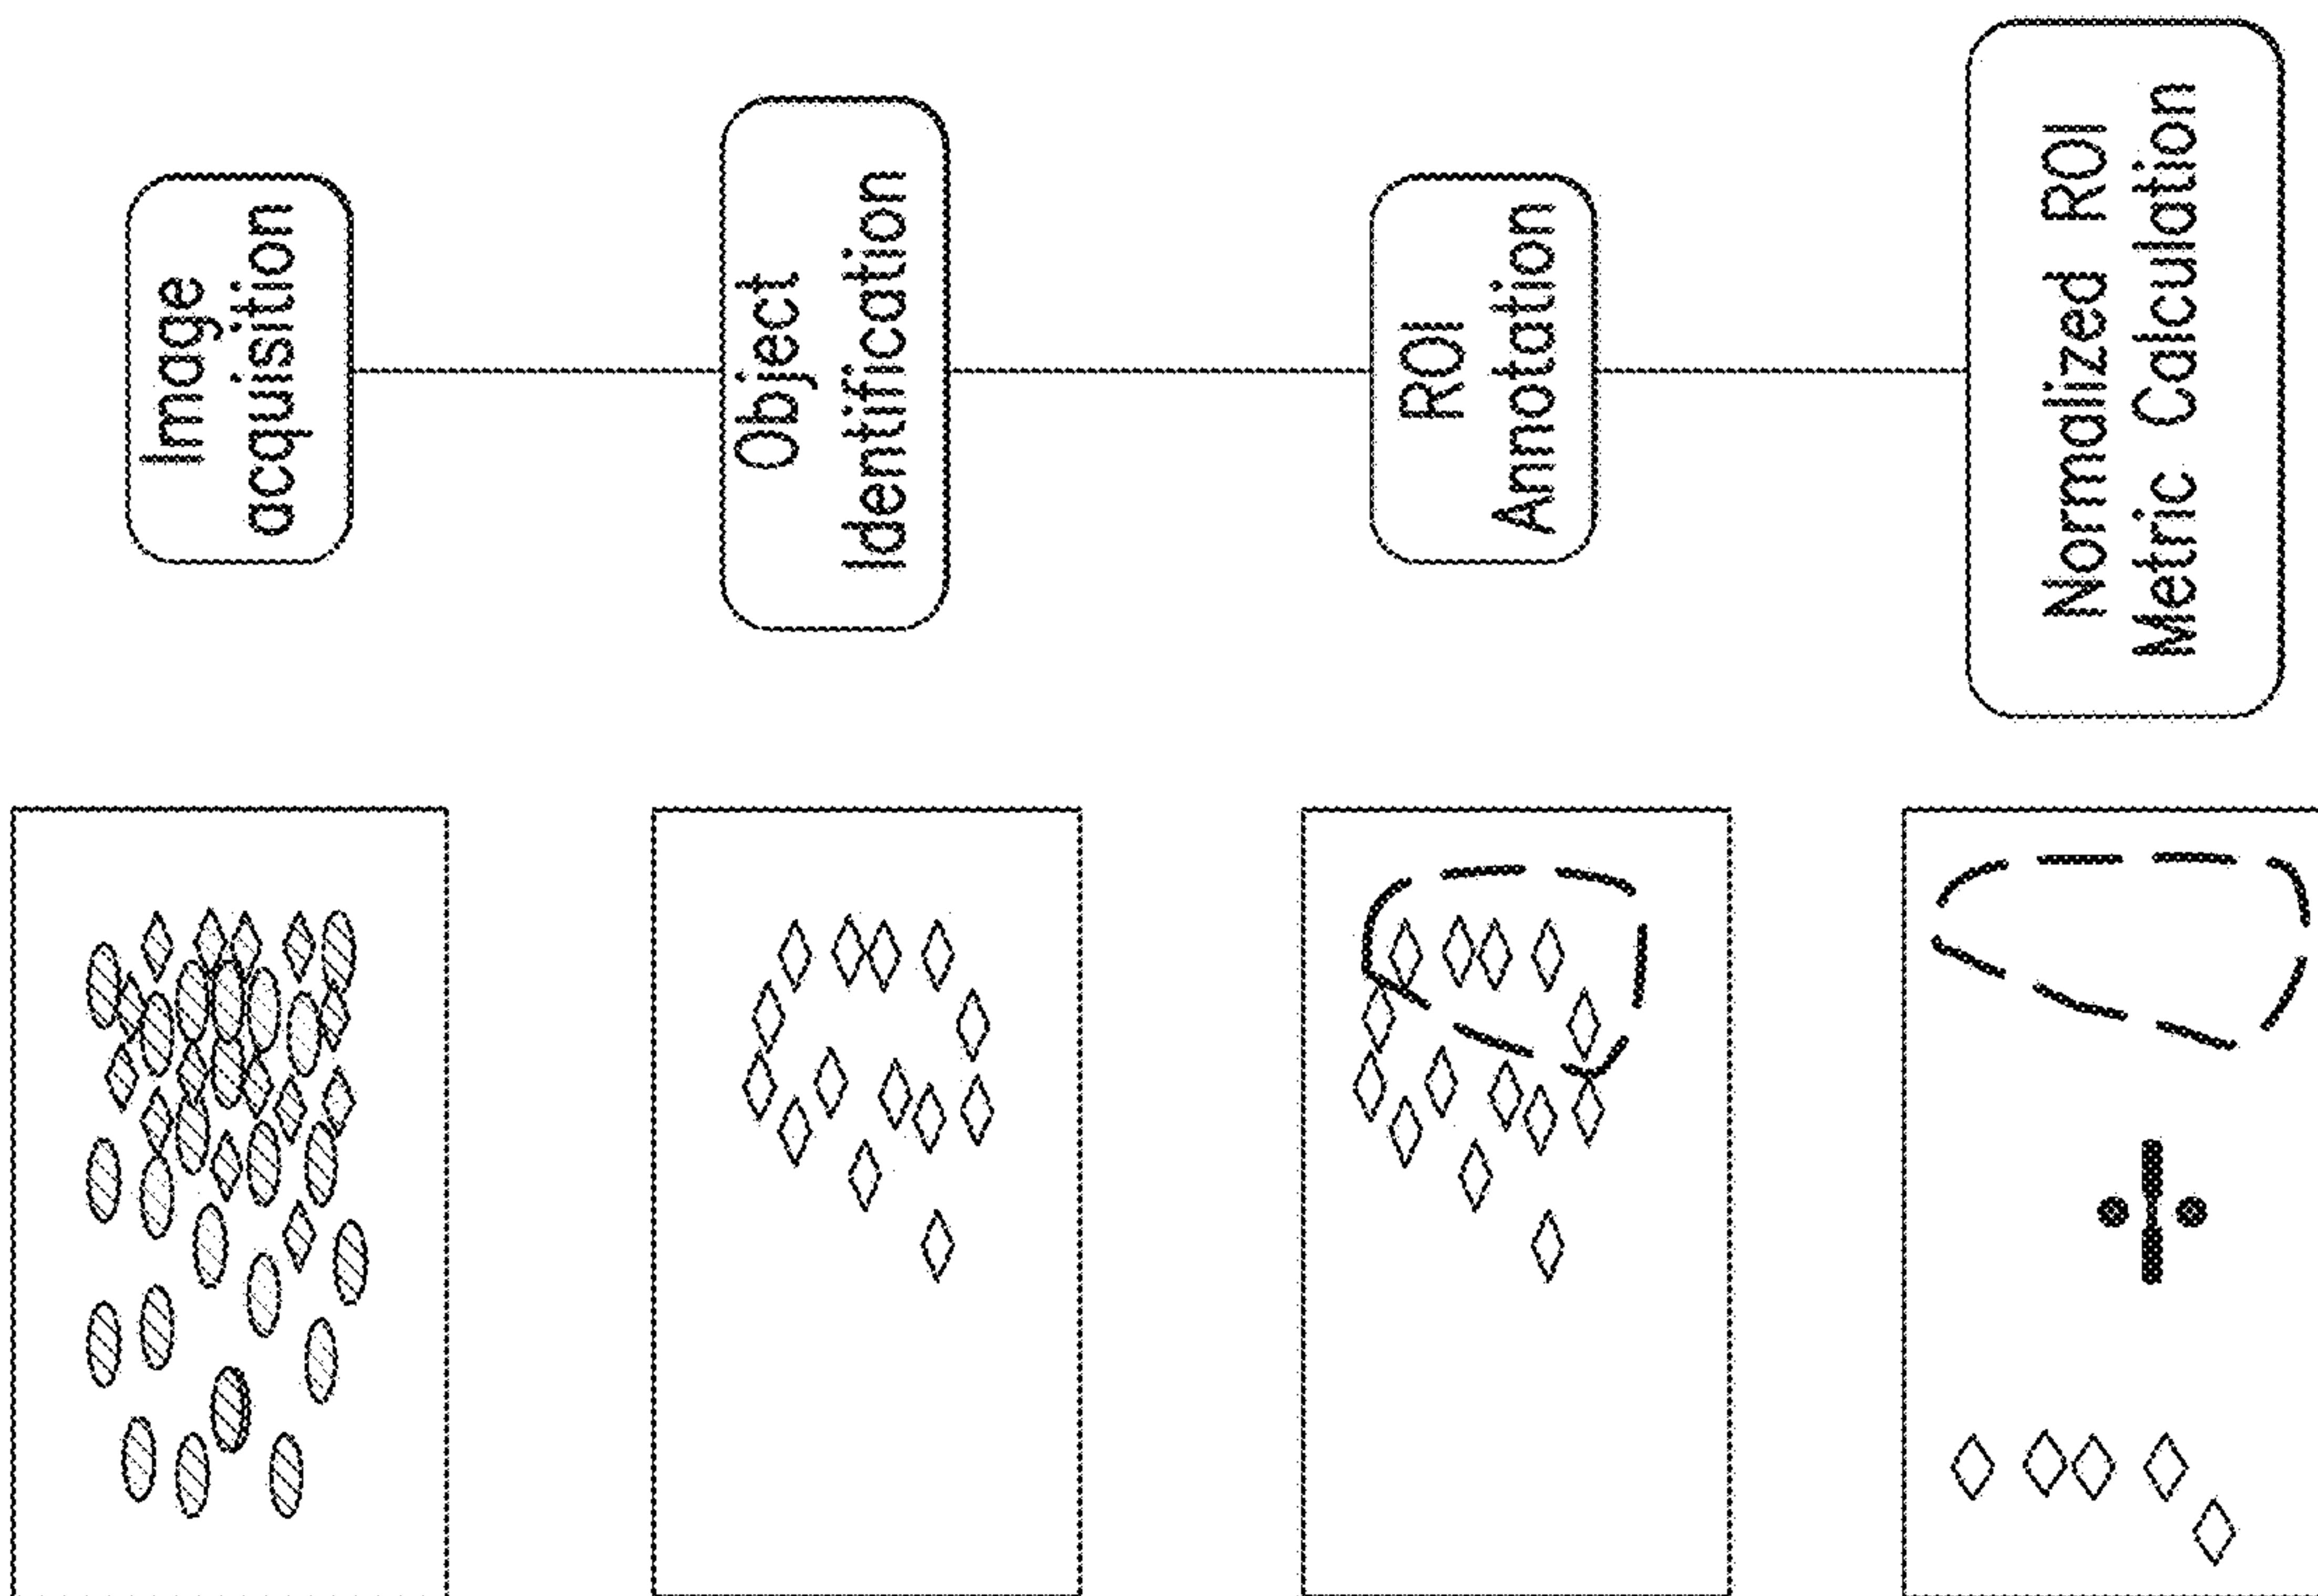 Image
acquisition
Object
Identification
ROI
Annotation
Normalized ROI
Metric Calculation